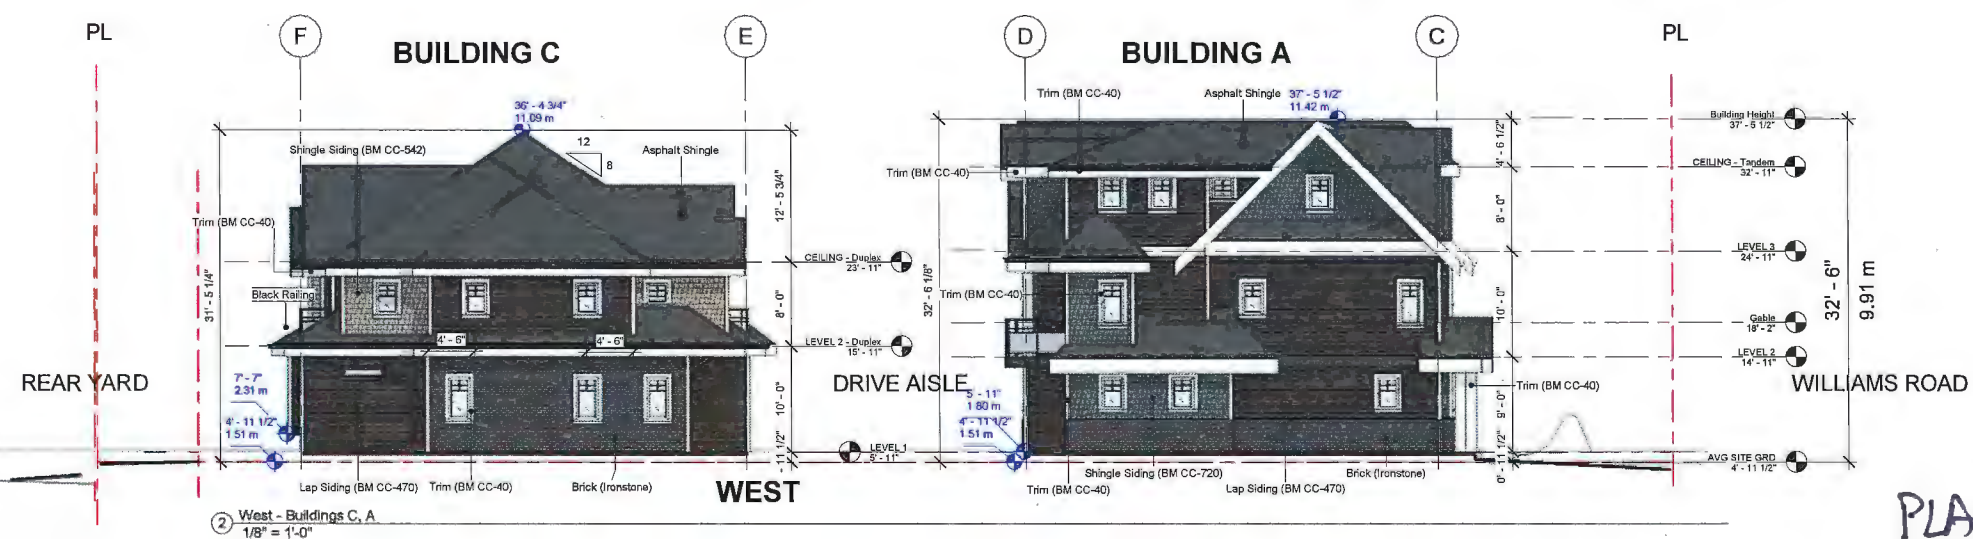 PL
F
BUILDING C
E
D
BUILDING A
C
PL
36' - 4 3/4"
11.09 m
12
8
Shingle Siding (BM CC-542)
Asphalt Shingle
Trim (BM CC-40)
Black Railing
31' - 5 1/4"
12' - 5 3/4"
8' - 0"
10' - 0"
CEILING - Duplex
23' - 11"
LEVEL 2 - Duplex
15' - 11"
4' - 6"
4' - 6"
7' - 7"
2.31 m
4' - 11 1/2"
1.51 m
REAR YARD
Lap Siding (BM CC-470)
Trim (BM CC-40)
Brick (Ironstone)
LEVEL 1
5' - 11"
DRIVE AISLE
WEST
Trim (BM CC-40)
Asphalt Shingle
37' - 5 1/2"
11.42 m
Trim (BM CC-40)
Trim (BM CC-40)
32' - 6 1/8"
5' - 11"
1.80 m
4' - 11 1/2"
1.51 m
4' - 6 1/2"
8' - 0"
10' - 0"
9' - 0"
0' - 11 1/2"
Trim (BM CC-40)
Shingle Siding (BM CC-720)
Trim (BM CC-40)
Lap Siding (BM CC-470)
Brick (Ironstone)
Building Height
37' - 5 1/2"
CEILING - Tandem
32' - 11"
LEVEL 3
24' - 11"
Gable
18' - 2"
LEVEL 2
14' - 11"
AVG SITE GRD
4' - 11 1/2"
32' - 6"
9.91 m
WILLIAMS ROAD
2
West - Buildings C, A
1/8" = 1'-0"
PLA